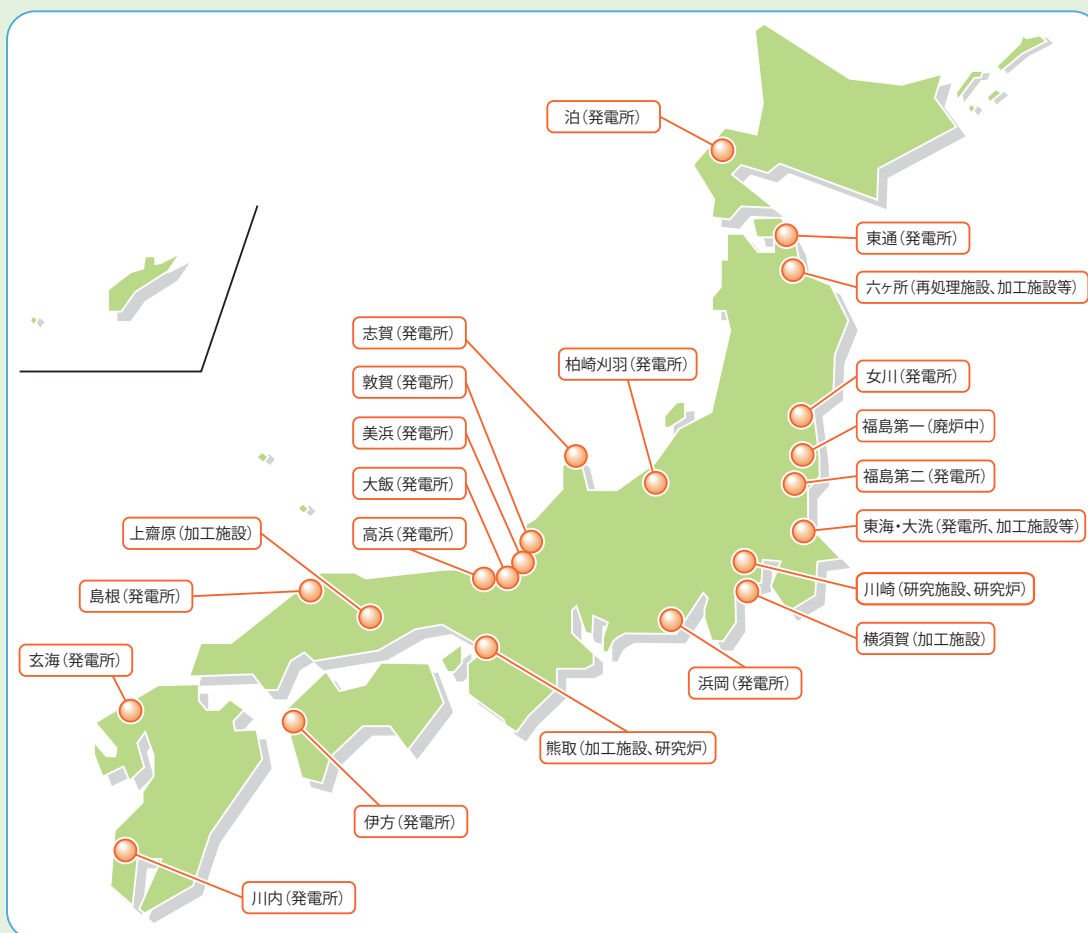 泊(発電所)
東通(発電所)
六ヶ所(再処理施設、加工施設等)
志賀(発電所)
柏崎刈羽(発電所)
敦賀(発電所)
女川(発電所)
美浜(発電所)
福島第一(廃炉中)
大飯(発電所)
福島第二(発電所)
上齋原(加工施設)
高浜(発電所)
東海・大洗(発電所、加工施設等)
島根(発電所)
川崎(研究施設、研究炉)
横須賀(加工施設)
玄海(発電所)
浜岡(発電所)
熊取(加工施設、研究炉)
伊方(発電所)
川内(発電所)